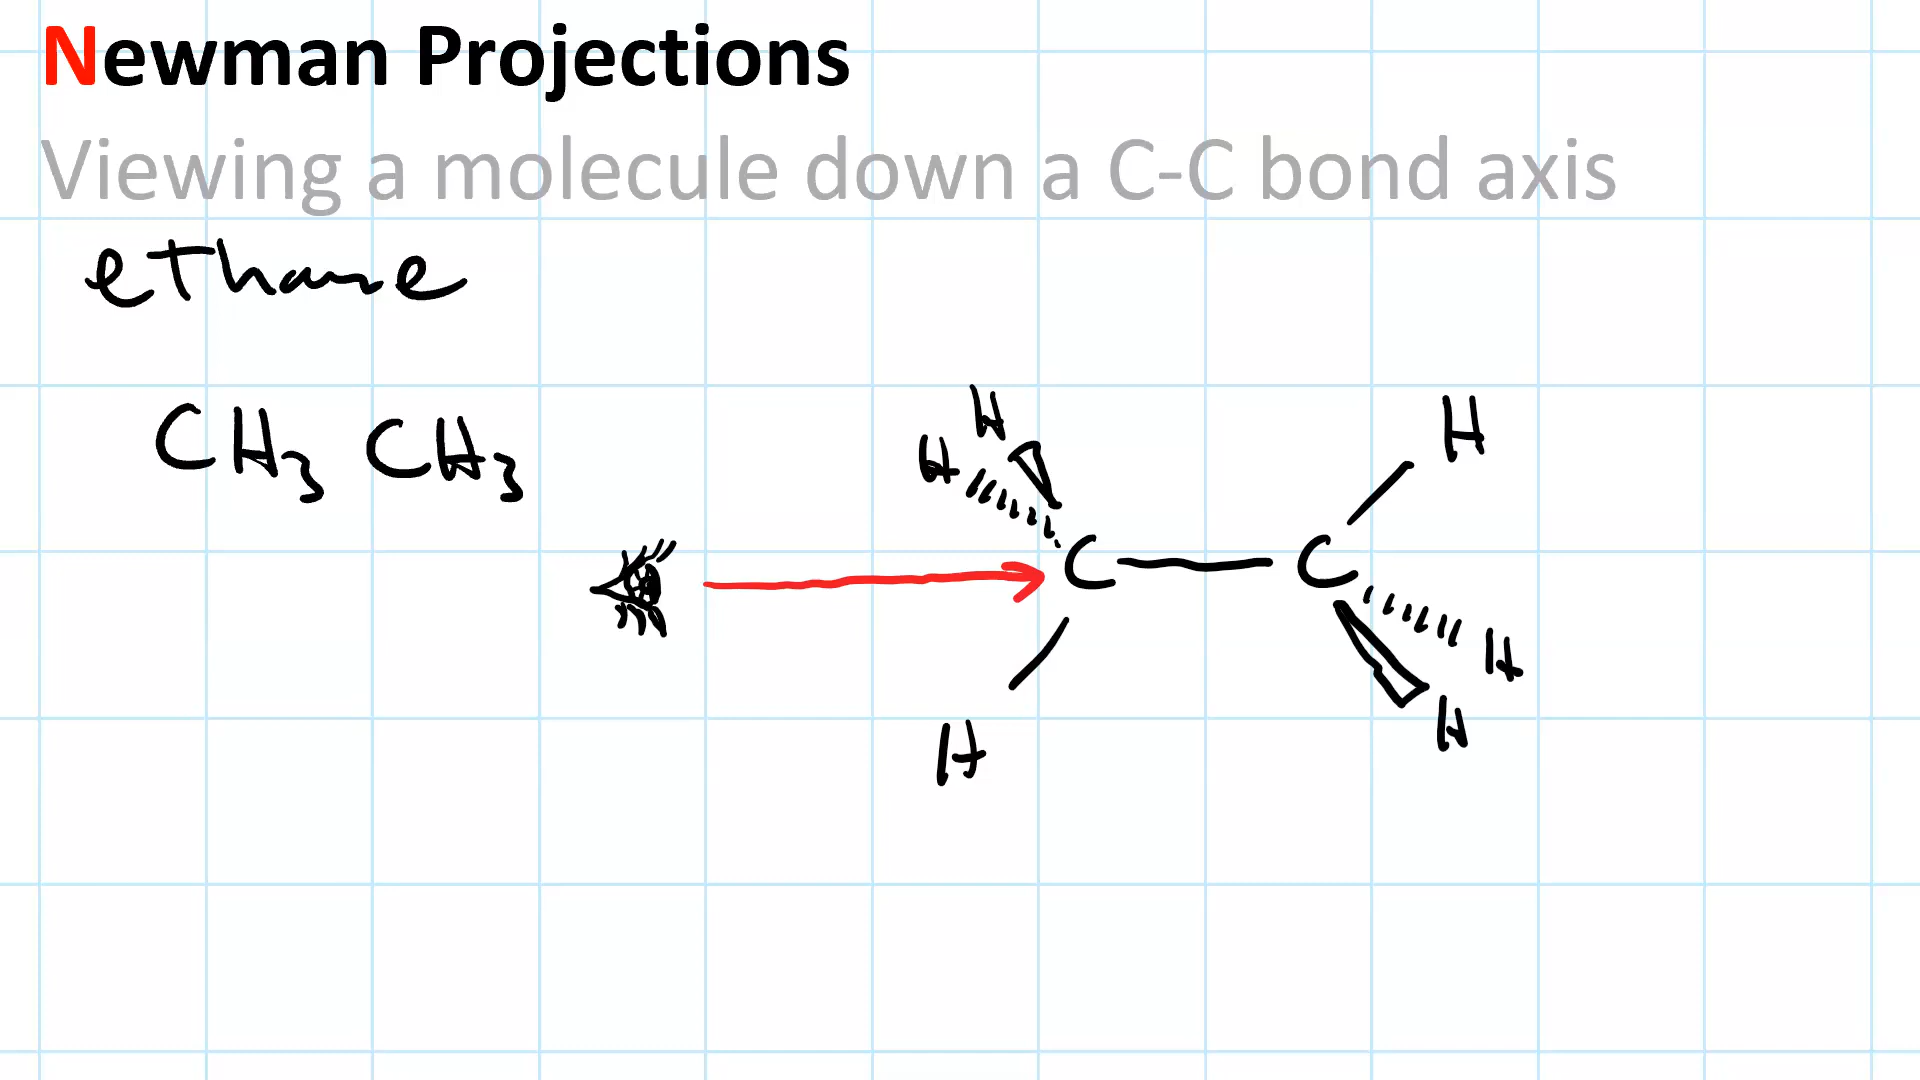 Newman Projections
Viewing a molecule down a C-C bond axis
ethane
CH3 CH3
H
H
H
C C
H
H
H